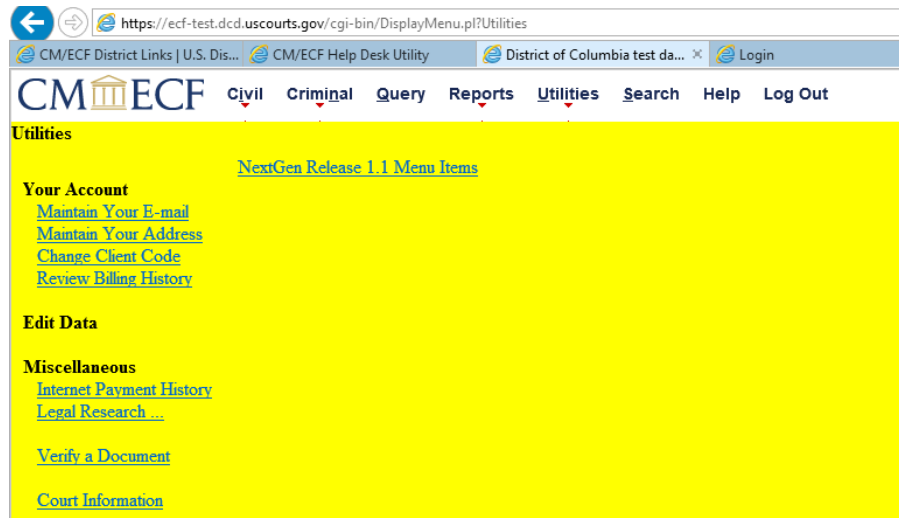 https://ecf-test.dcd.uscourts.gov/cgi-bin/DisplayMenu.pl?Utilities
CM/ECF District Links | U.S. Dis... CM/ECF Help Desk Utility District of Columbia test da... × Login
CM ECF Civil Criminal Query Reports Utilities Search Help Log Out
Utilities
NextGen Release 1.1 Menu Items
Your Account
Maintain Your E-mail
Maintain Your Address
Change Client Code
Review Billing History
Edit Data
Miscellaneous
Internet Payment History
Legal Research ...
Verify a Document
Court Information